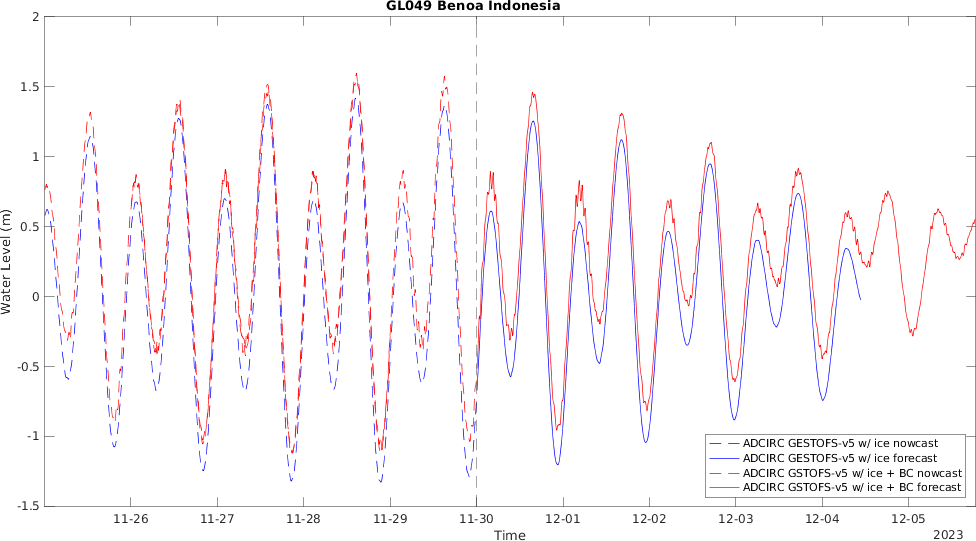 GL049 Benoa Indonesia
2
1.5
1
0.5
0
-0.5
-1
-1.5
Water Level (m)
ADCIRC GESTOFS-v5 w/ ice nowcast
ADCIRC GESTOFS-v5 w/ ice forecast
ADCIRC GSTOFS-v5 w/ ice + BC nowcast
ADCIRC GSTOFS-v5 w/ ice + BC forecast
11-26 11-27 11-28 11-29 11-30 12-01 12-02 12-03 12-04 12-05
Time
2023